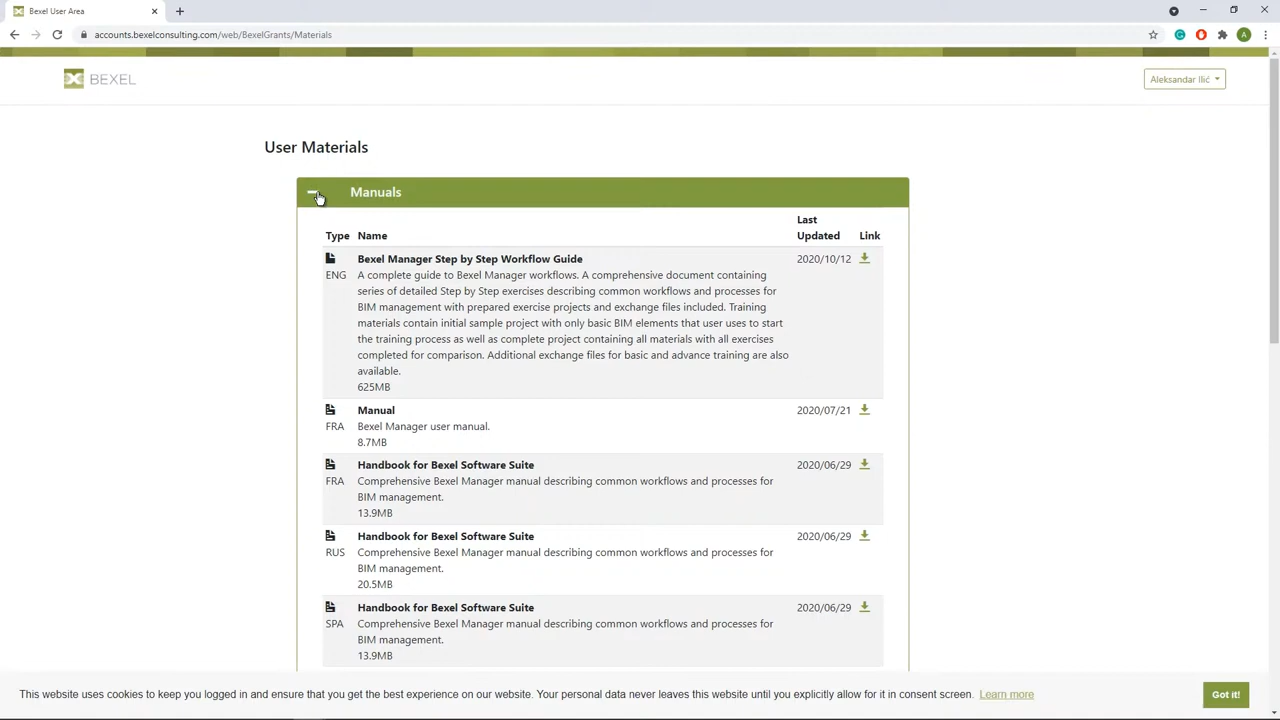 Bexel User Area
accounts.bexelconsulting.com/web/BexelGrants/Materials
A
BEXEL
Aleksandar Ilić
User Materials
Manuals
Type Name Last Updated Link
Bexel Manager Step by Step Workflow Guide 2020/10/12
ENG A complete guide to Bexel Manager workflows. A comprehensive document containing
series of detailed Step by Step exercises describing common workflows and processes for
BIM management with prepared exercise projects and exchange files included. Training
materials contain initial sample project with only basic BIM elements that user uses to start
the training process as well as complete project containing all materials with all exercises
completed for comparison. Additional exchange files for basic and advance training are also
available.
625MB
Manual 2020/07/21
FRA Bexel Manager user manual.
8.7MB
Handbook for Bexel Software Suite 2020/06/29
FRA Comprehensive Bexel Manager manual describing common workflows and processes for
BIM management.
13.9MB
Handbook for Bexel Software Suite 2020/06/29
RUS Comprehensive Bexel Manager manual describing common workflows and processes for
BIM management.
20.5MB
Handbook for Bexel Software Suite 2020/06/29
SPA Comprehensive Bexel Manager manual describing common workflows and processes for
BIM management.
13.9MB
This website uses cookies to keep you logged in and ensure that you get the best experience on our website. Your personal data never leaves this website until you explicitly allow for it in consent screen. Learn more Got it!